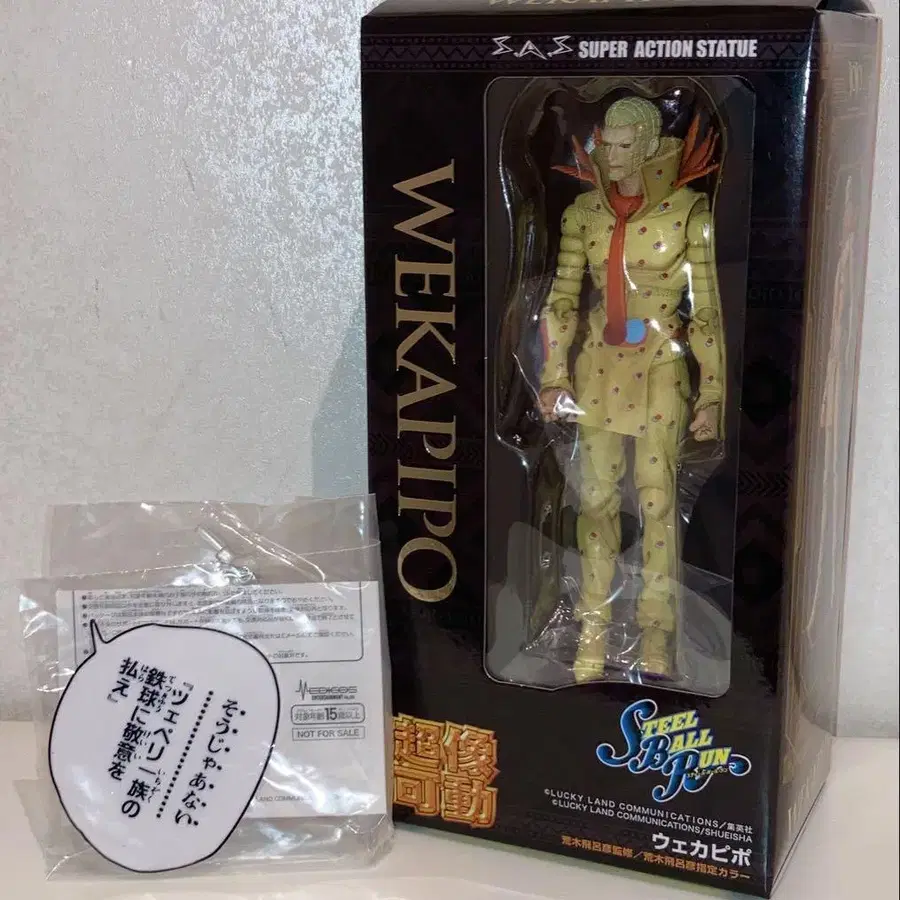 S.A.S SUPER ACTION STATUE
WEKAPIPO
そうじゃあない
『ツェペリ一族の
鉄球に敬意を
払え』
MEDICOS
ENTERTAINMENT
対象年齢15歳以上
NOT FOR SALE
超像
可動
STEEL
BALL
RUN
©LUCKY LAND COMMUNICATIONS/集英社
©LUCKY LAND COMMUNICATIONS/SHUEISHA
ウェカピポ
荒木飛呂彦監修/荒木飛呂彦指定カラー